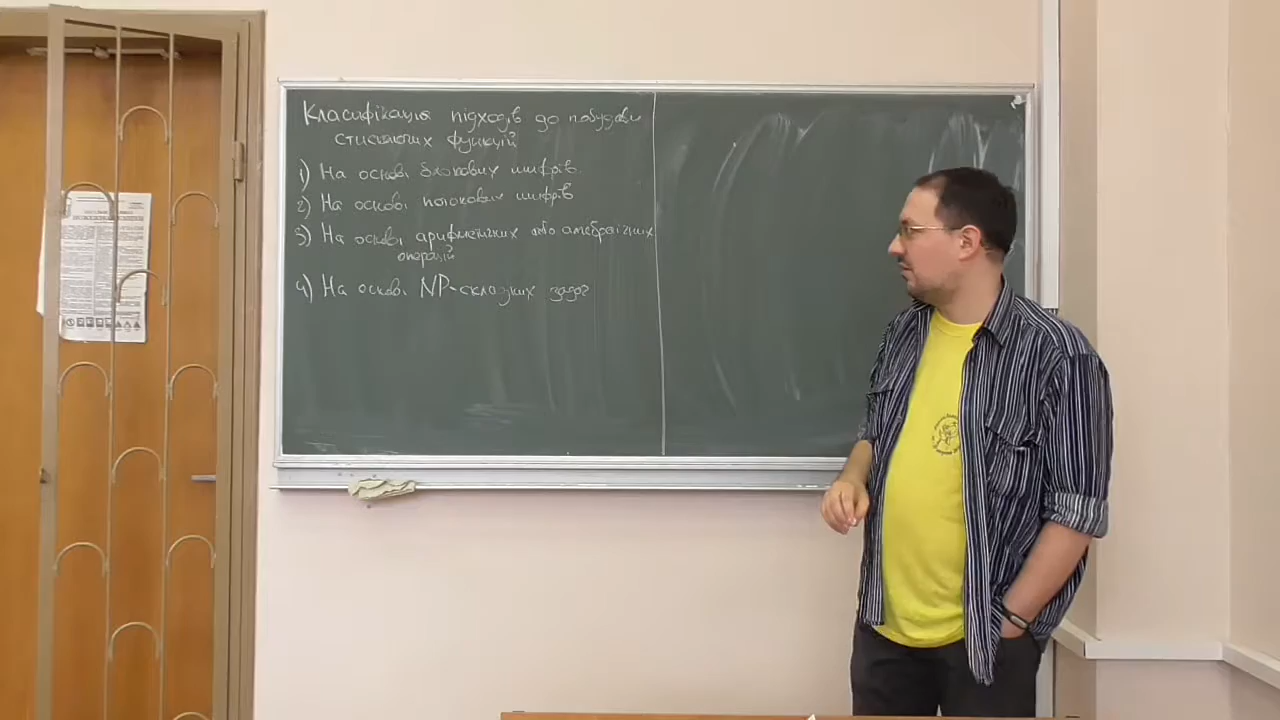 Класифікація підходів до побудови
стискаючих функцій
1) На основі блокових шифрів.
2) На основі потокових шифрів
3) На основі арифметичних або алгебраїчних
операцій
4) На основі NP-складних задач